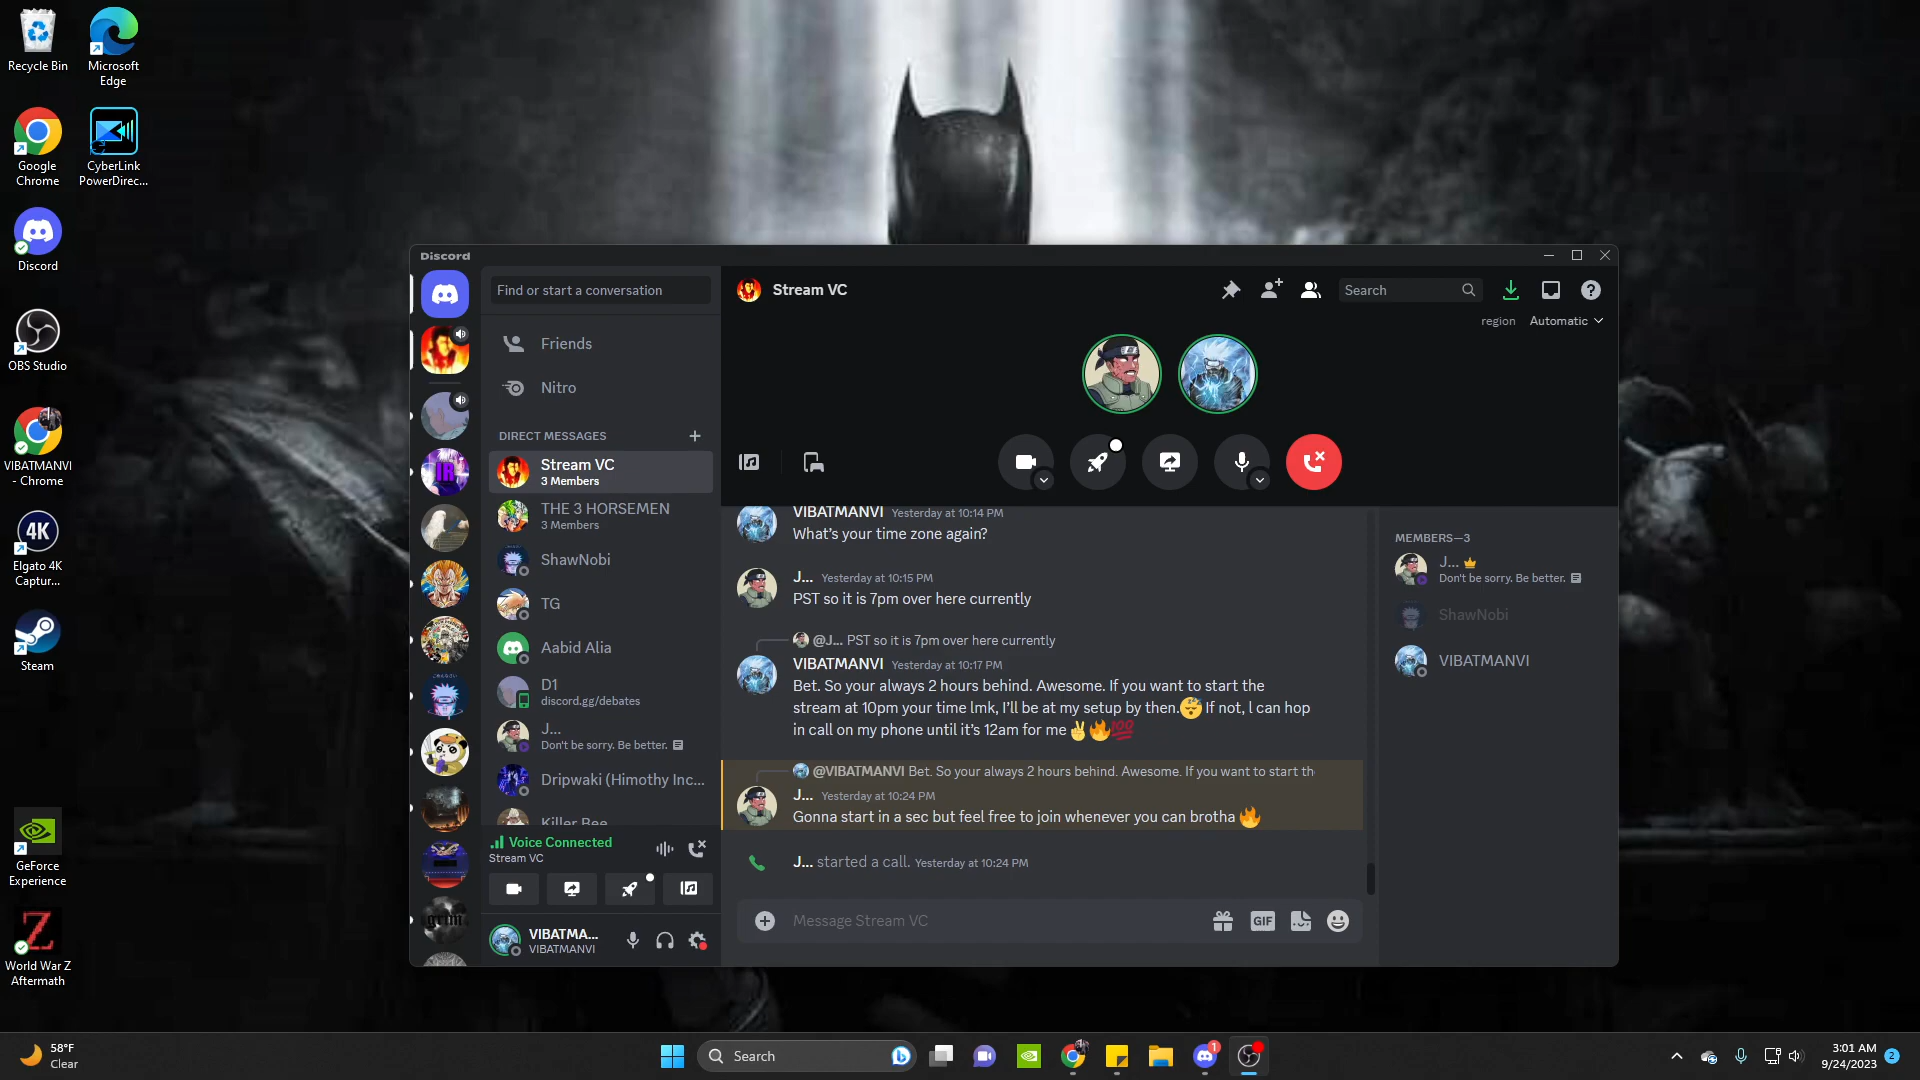 Recycle Bin
Microsoft
Edge
Google
Chrome
CyberLink
PowerDirec...
Discord
OBS Studio
VIBATMANVI
- Chrome
4K
Elgato 4K
Captur...
Steam
GeForce
Experience
World War Z
Aftermath
Discord
Find or start a conversation
Friends
Nitro
DIRECT MESSAGES
Stream VC
3 Members
THE 3 HORSEMEN
3 Members
ShawNobi
TG
Aabid Alia
D1
discord.gg/debates
J...
Don't be sorry. Be better.
Dripwaki (Himothy Inc...
Killer Bee
Voice Connected
Stream VC
VIBATMA...
VIBATMANVI
Stream VC
Search
region Automatic
VIBATMANVI Yesterday at 10:14 PM
What's your time zone again?
J... Yesterday at 10:15 PM
PST so it is 7pm over here currently
@J... PST so it is 7pm over here currently
VIBATMANVI Yesterday at 10:17 PM
Bet. So your always 2 hours behind. Awesome. If you want to start the
stream at 10pm your time lmk, I'll be at my setup by then.😴 If not, I can hop
in call on my phone until it's 12am for me✌🔥💯
@VIBATMANVI Bet. So your always 2 hours behind. Awesome. If you want to start th
J... Yesterday at 10:24 PM
Gonna start in a sec but feel free to join whenever you can brotha 🔥
J... started a call. Yesterday at 10:24 PM
Message Stream VC
GIF
MEMBERS—3
J...
Don't be sorry. Be better.
ShawNobi
VIBATMANVI
58°F
Clear
Search
1
3:01 AM
9/24/2023
2